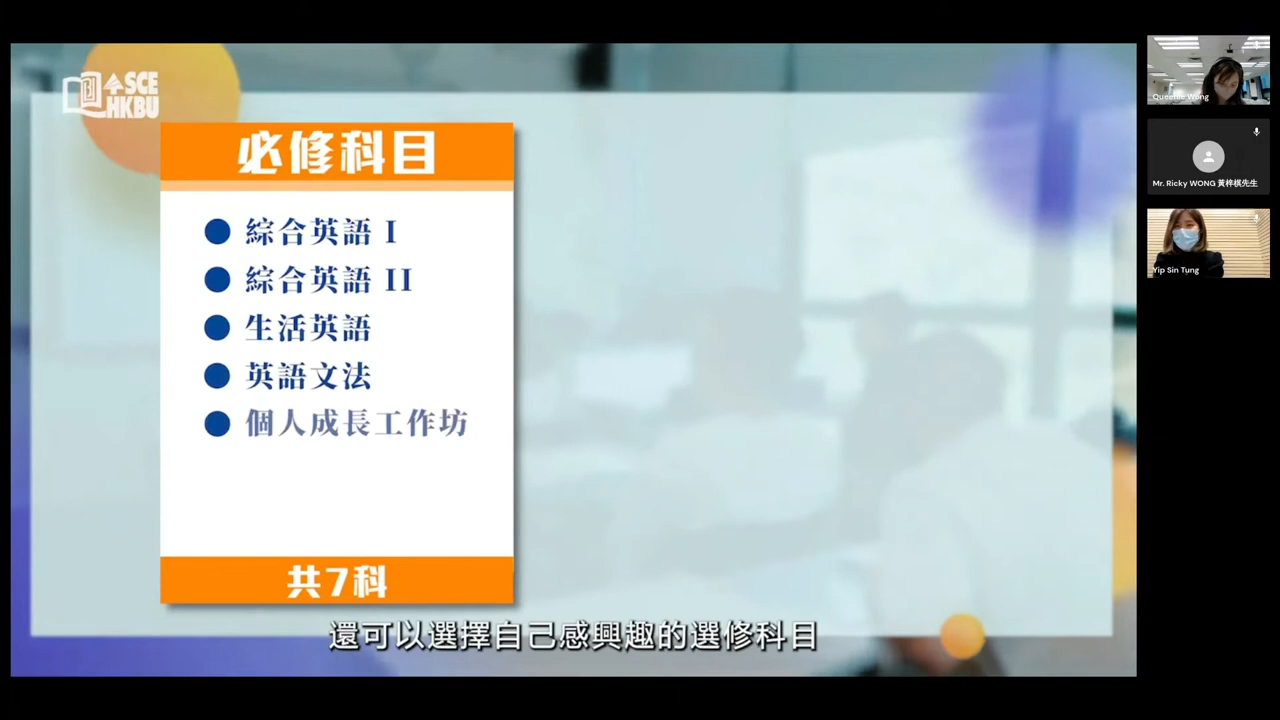 SCE
HKBU
必修科目
綜合英語 I
綜合英語 II
生活英語
英語文法
個人成長工作坊
共7科
還可以選擇自己感興趣的選修科目
Queenie Wong
Mr. Ricky WONG 黃梓棋先生
Yip Sin Tung